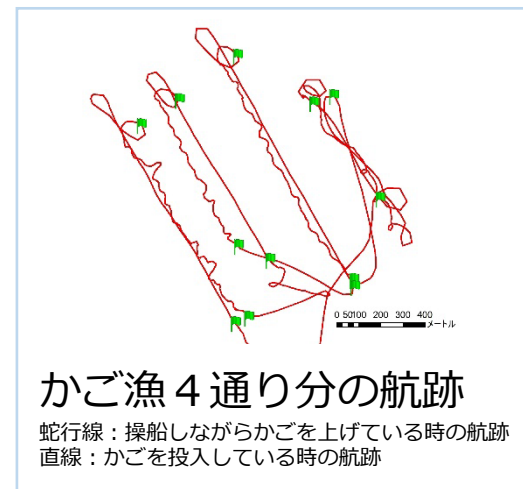 0 50100 200 300 400
メートル
かご漁４通り分の航跡
蛇行線：操船しながらかごを上げている時の航跡
直線：かごを投入している時の航跡